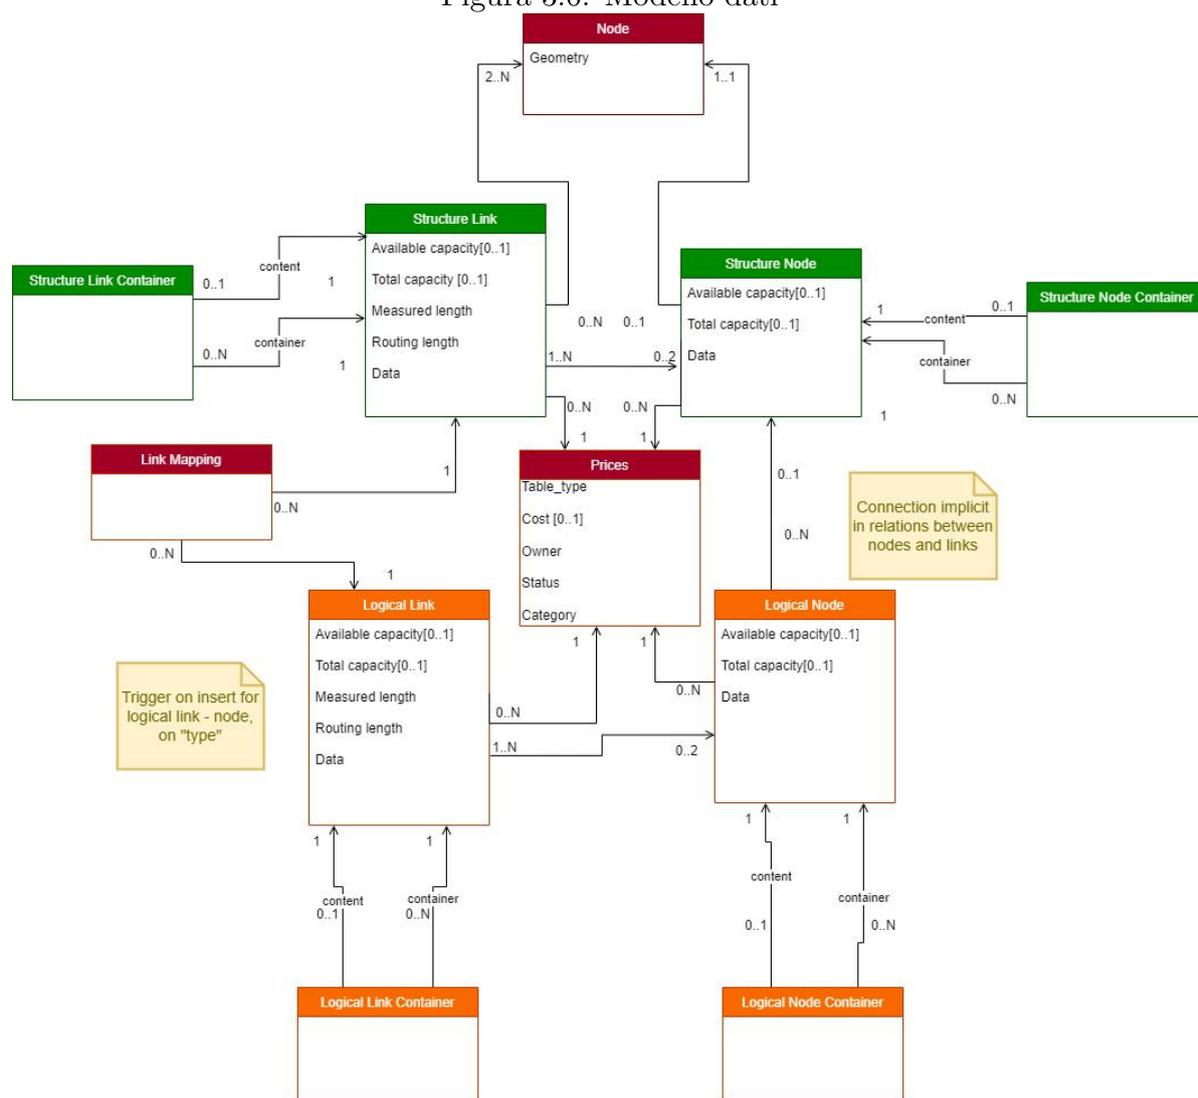 Figura 3.6: Modello dati
Node
Geometry
2..N
1..1
Structure Link
Available capacity[0..1]
Total capacity [0..1]
Measured length
Routing length
Data
Structure Node
Available capacity[0..1]
Total capacity[0..1]
Data
Structure Link Container
0..1
content
1
0..N
container
1
Structure Node Container
1
content
0..1
container
0..N
1
0..N
0..1
1..N
0..2
0..N
1
0..N
1
Link Mapping
0..N
1
0..N
1
Prices
Table_type
Cost [0..1]
Owner
Status
Category
0..1
0..N
Connection implicit
in relations between
nodes and links
Logical Link
Available capacity[0..1]
Total capacity[0..1]
Measured length
Routing length
Data
Logical Node
Available capacity[0..1]
Total capacity[0..1]
Data
1
1
0..N
0..N
1..N
0..2
Trigger on insert for
logical link - node,
on "type"
1
1
content
0..1
container
0..N
1
1
content
container
0..1
0..N
Logical Link Container
Logical Node Container